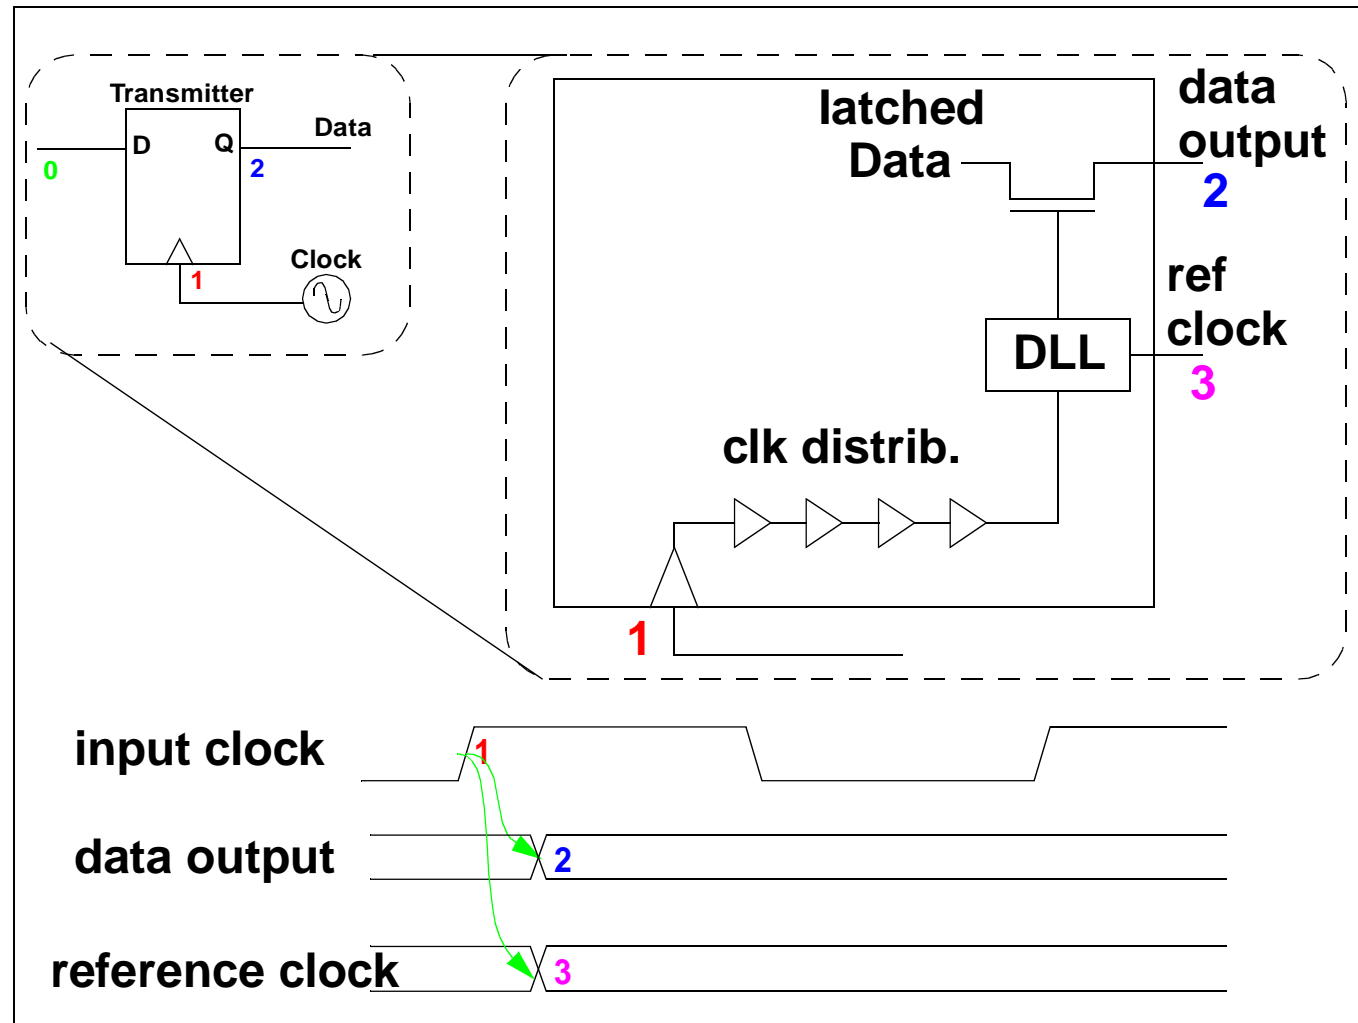 Transmitter
D
Q
Data
0
2
1
Clock
latched
Data
data
output
2
ref
clock
3
DLL
clk distrib.
1
input clock
1
data output
2
reference clock
3